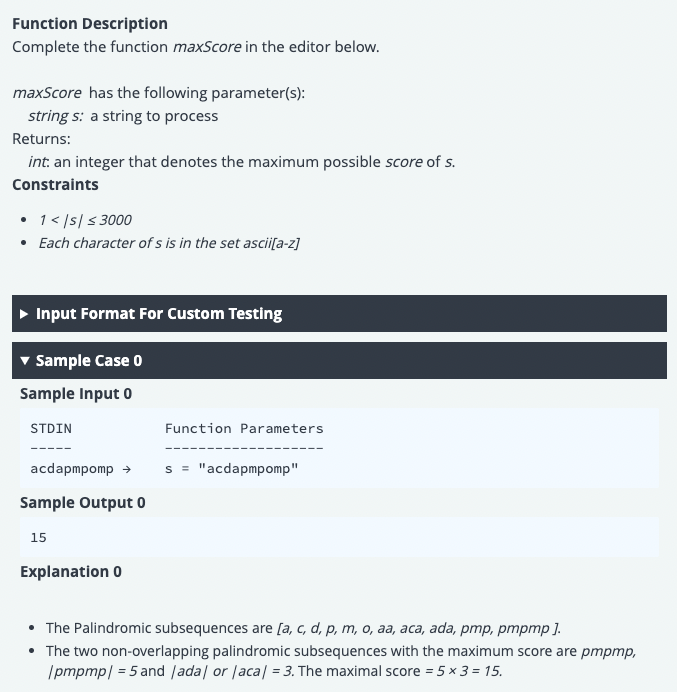 Function Description
Complete the function maxScore in the editor below.
maxScore has the following parameter(s):
string s: a string to process
Returns:
int: an integer that denotes the maximum possible score of s.
Constraints
• 1 < |s| ≤ 3000
• Each character of s is in the set ascii[a-z]
▶ Input Format For Custom Testing
▼ Sample Case 0
Sample Input 0
STDIN Function Parameters
----- -------------------
acdapmpomp → s = "acdapmpomp"
Sample Output 0
15
Explanation 0
• The Palindromic subsequences are [a, c, d, p, m, o, aa, aca, ada, pmp, pmpmp ].
• The two non-overlapping palindromic subsequences with the maximum score are pmpmp,
|pmpmp| = 5 and |ada| or |aca| = 3. The maximal score = 5 × 3 = 15.